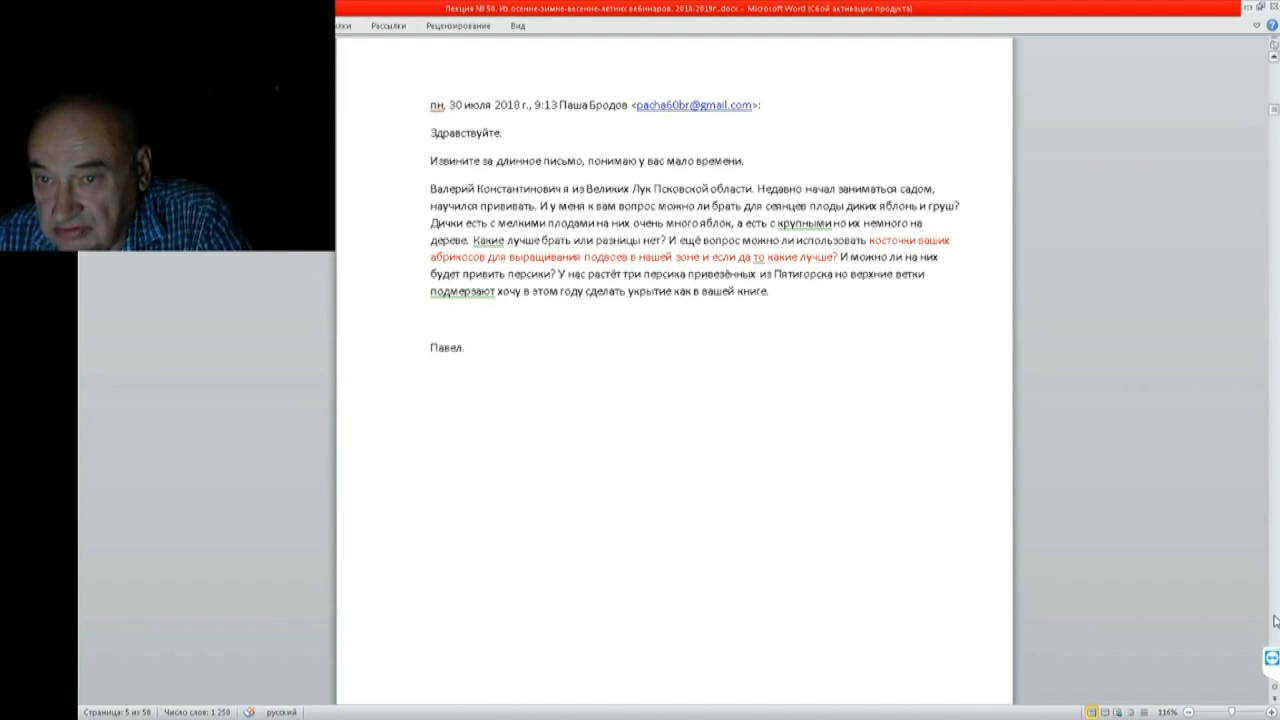 Лекция № 58. Из осенне-зимне-весенне-летних вебинаров. 2018-2019г..docx - Microsoft Word (Сбой активации продукта)
лки Рассылки Рецензирование Вид
пн, 30 июля 2018 г., 9:13 Паша Бродов <pacha60br@gmail.com>:
Здравствуйте.
Извините за длинное письмо, понимаю у вас мало времени.
Валерий Константинович я из Великих Лук Псковской области. Недавно начал заниматься садом,
научился прививать. И у меня к вам вопрос можно ли брать для сеянцев плоды диких яблонь и груш?
Дички есть с мелкими плодами на них очень много яблок, а есть с крупными но их немного на
дереве. Какие лучше брать или разницы нет? И ещё вопрос можно ли использовать косточки ваших
абрикосов для выращивания подвоев в нашей зоне и если да то какие лучше? И можно ли на них
будет привить персики? У нас растёт три персика привезённых из Пятигорска но верхние ветки
подмерзают хочу в этом году сделать укрытие как в вашей книге.
Павел.
Страница: 5 из 58 Число слов: 1 258 русский 116%